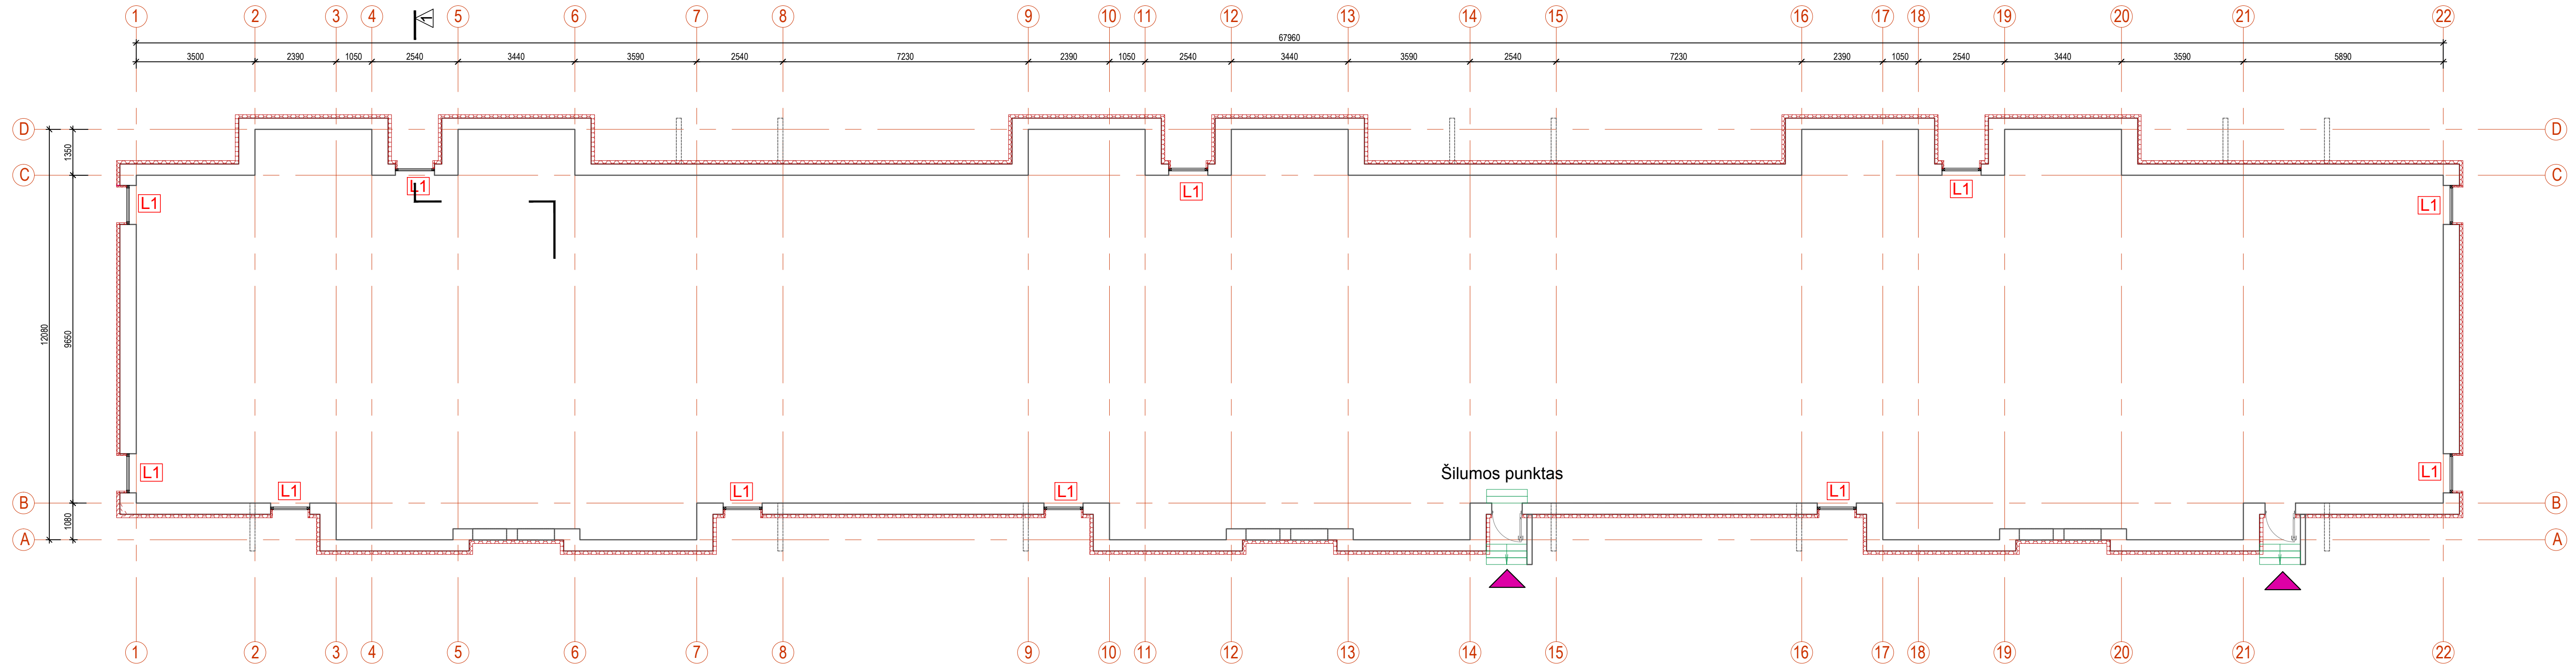 1 2 3 4 5 6 7 8 9 10 11 12 13 14 15 16 17 18 19 20 21 22
67960
3500 2390 1050 2540 3440 3590 2540 7230 2390 1050 2540 3440 3590 2540 7230 2390 1050 2540 3440 3590 5890
D D
1350
C C
L1 L1 L1 L1 L1
12080
9650
L1 L1
L1 L1 L1 L1
Šilumos punktas
B B
1080
A A
1 2 3 4 5 6 7 8 9 10 11 12 13 14 15 16 17 18 19 20 21 22